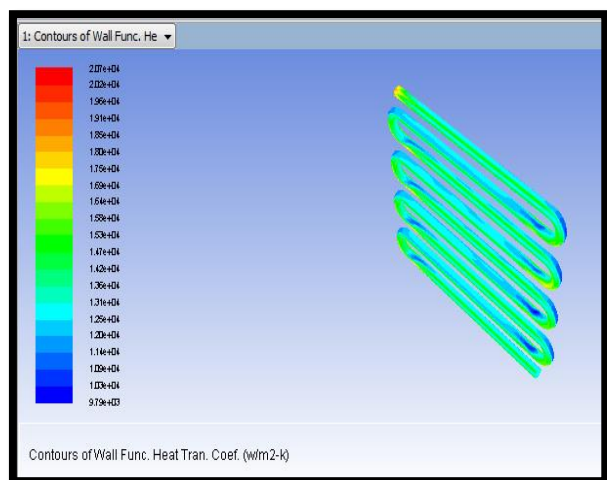 1: Contours of Wall Func. He
2.07e+04
2.02e+04
1.96e+04
1.91e+04
1.85e+04
1.80e+04
1.75e+04
1.69e+04
1.64e+04
1.58e+04
1.53e+04
1.47e+04
1.42e+04
1.36e+04
1.31e+04
1.25e+04
1.20e+04
1.14e+04
1.09e+04
1.03e+04
9.79e+03
Contours of Wall Func. Heat Tran. Coef. (w/m2-k)